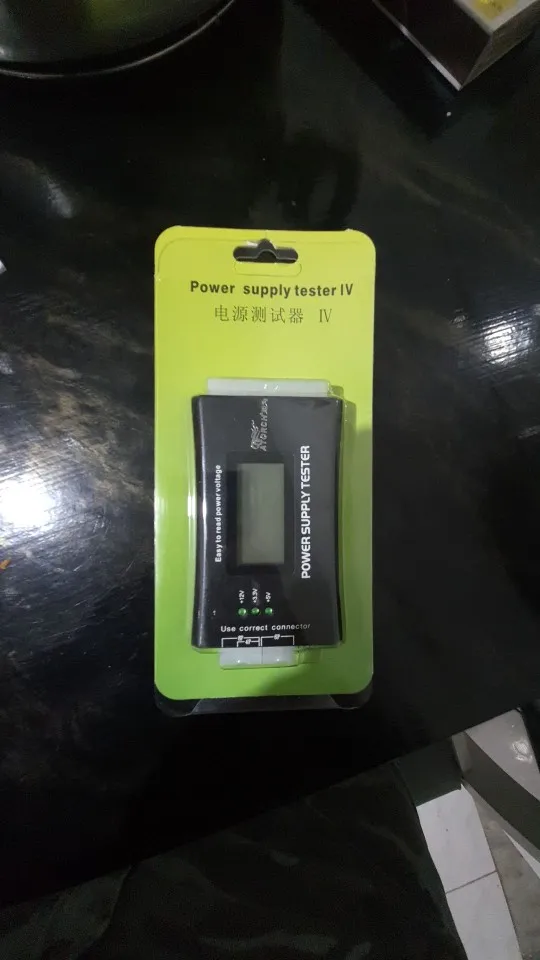 Power supply tester IV
电源测试器 IV
ATORCH
Easy to read power voltage
POWER SUPPLY TESTER
+12V
+3.3V
+5V
Use correct connector